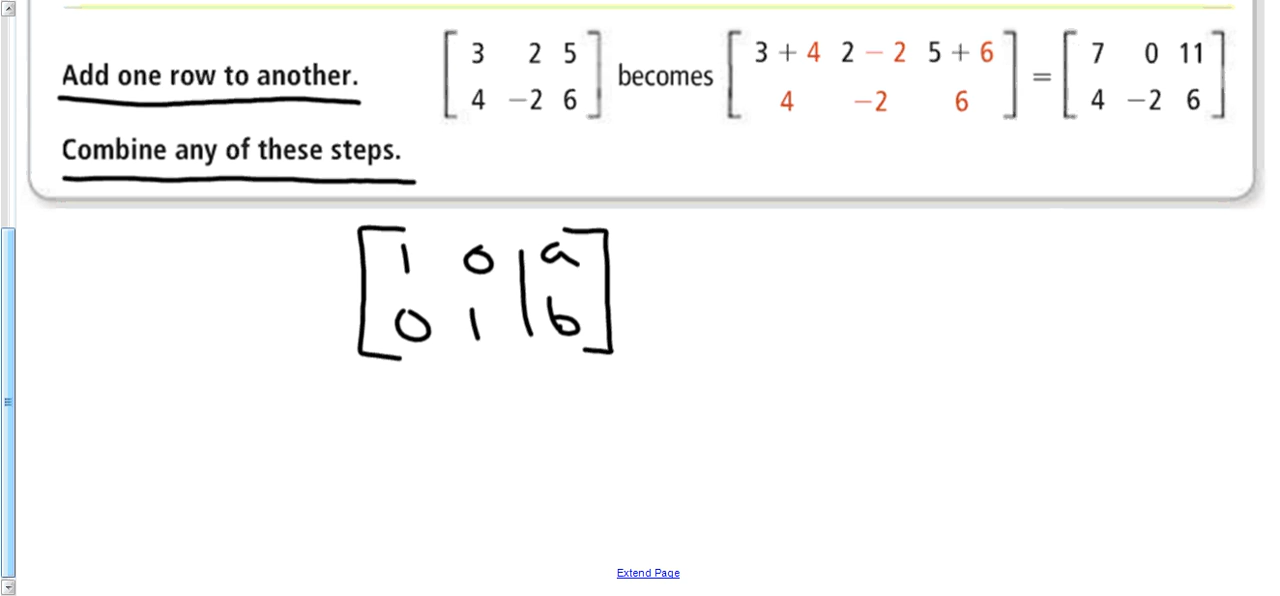 Add one row to another. [3 2 5 becomes [3 + 4 2 − 2 5 + 6] = [7 0 11]
4 −2 6] 4 −2 6 4 −2 6
Combine any of these steps.
1 0 | a
0 1 | b
Extend Page